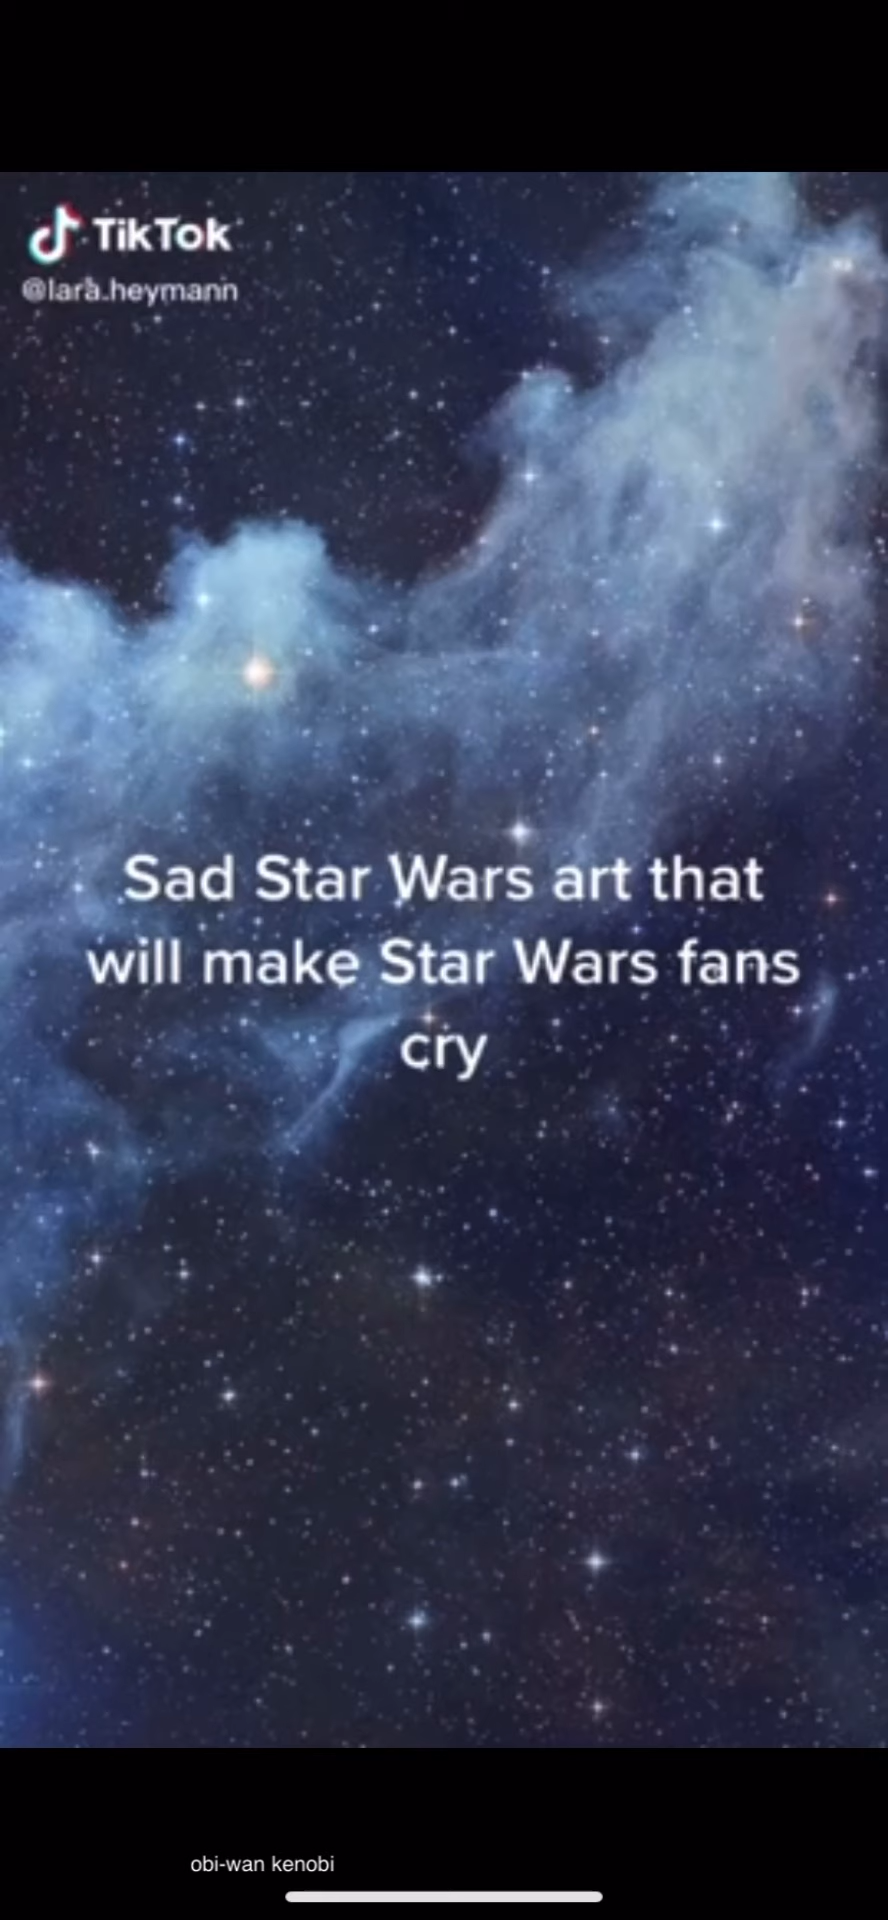 TikTok
@lara.heymann
Sad Star Wars art that
will make Star Wars fans
cry
obi-wan kenobi